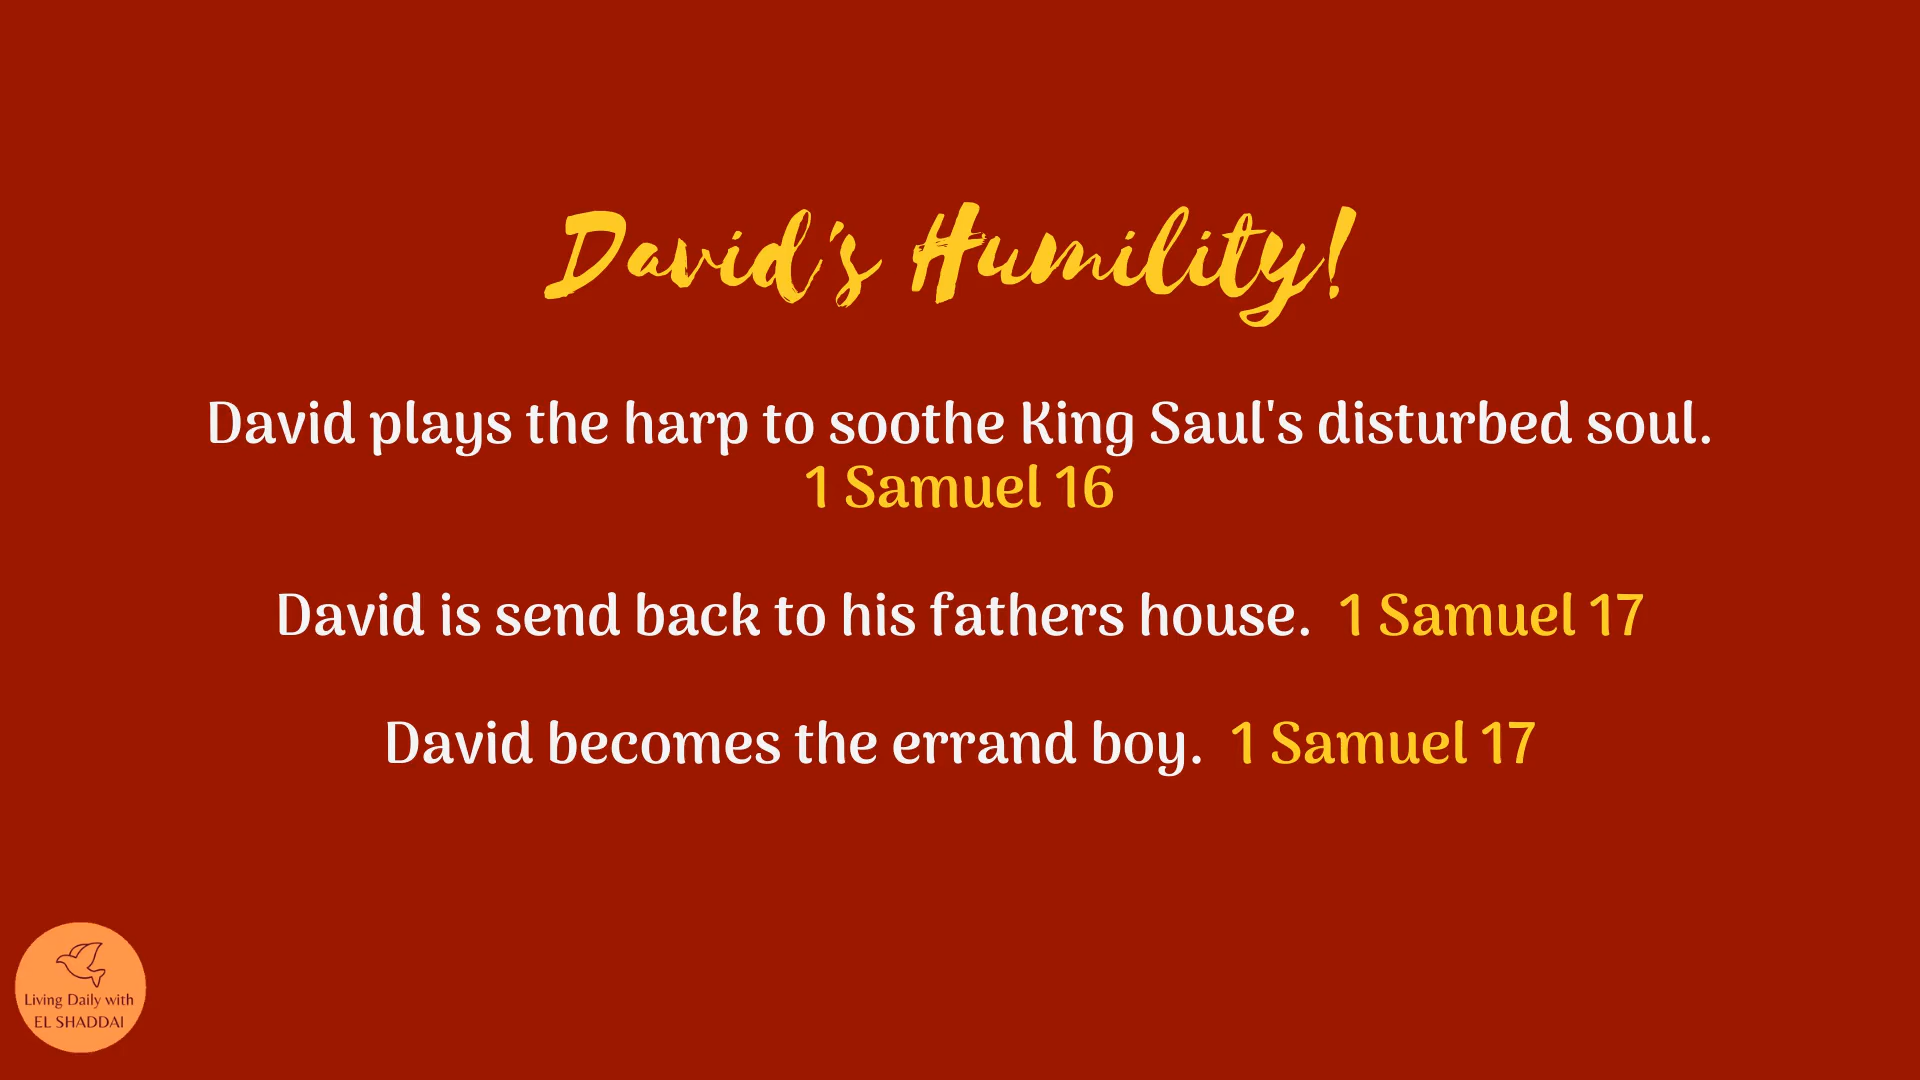 David's Humility!
David plays the harp to soothe King Saul's disturbed soul.
1 Samuel 16
David is send back to his fathers house. 1 Samuel 17
David becomes the errand boy. 1 Samuel 17
Living Daily with
EL SHADDAI